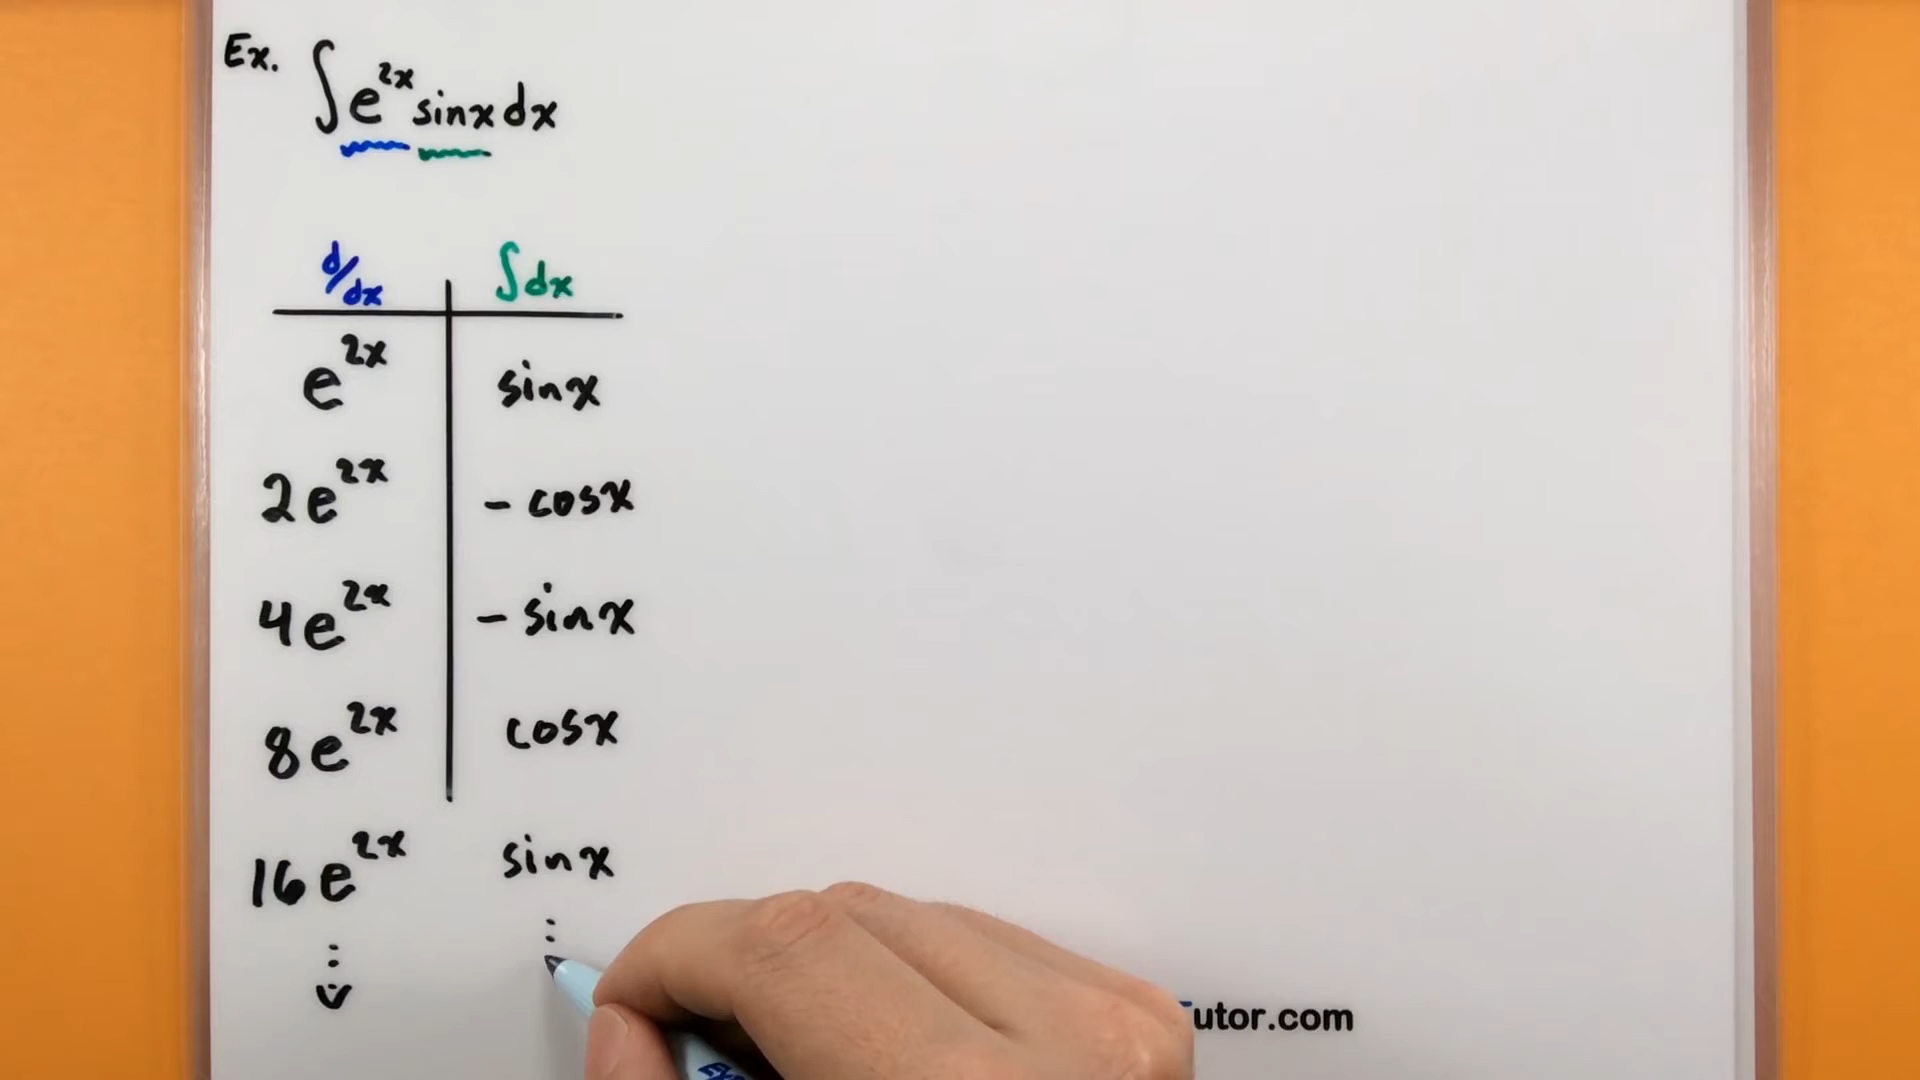 Ex. ∫e^{2x} sinx dx
d/dx ∫dx
e^{2x} sinx
2e^{2x} - cosx
4e^{2x} - sinx
8e^{2x} cosx
16e^{2x} sinx
utor.com